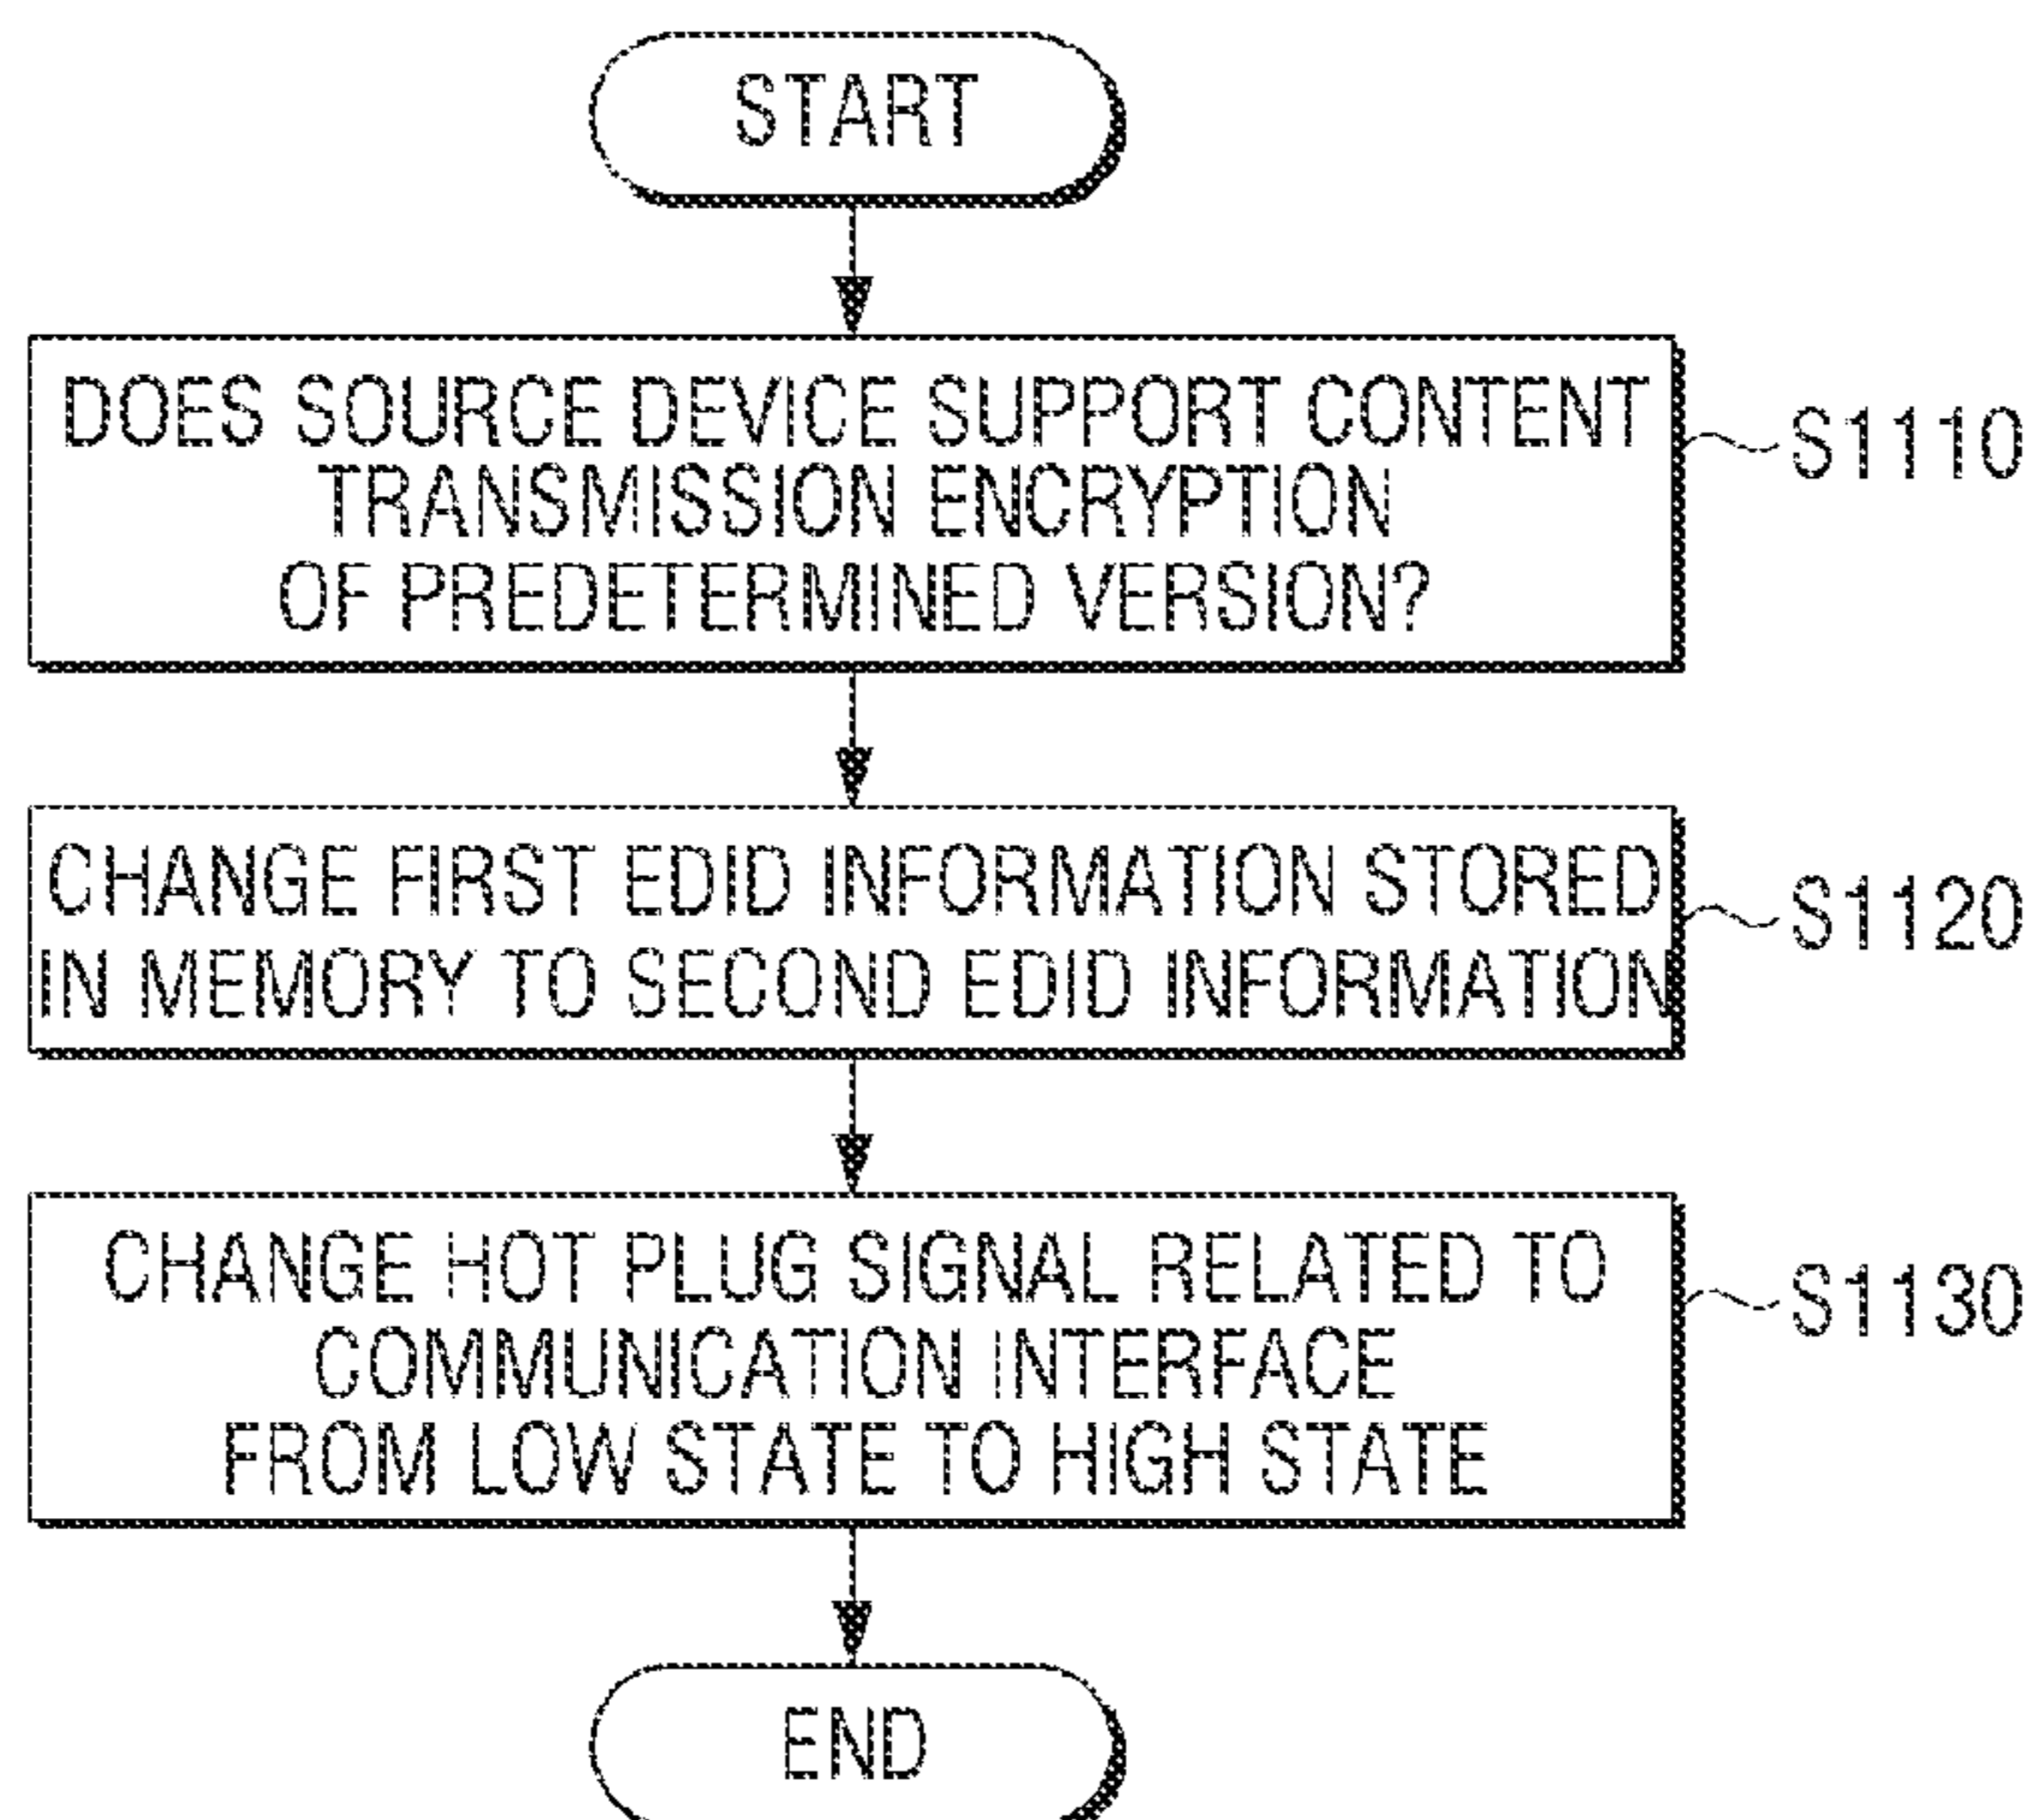 START
DOES SOURCE DEVICE SUPPORT CONTENT
TRANSMISSION ENCRYPTION
OF PREDETERMINED VERSION?
S1110
CHANGE FIRST EDID INFORMATION STORED
IN MEMORY TO SECOND EDID INFORMATION
S1120
CHANGE HOT PLUG SIGNAL RELATED TO
COMMUNICATION INTERFACE
FROM LOW STATE TO HIGH STATE
S1130
END